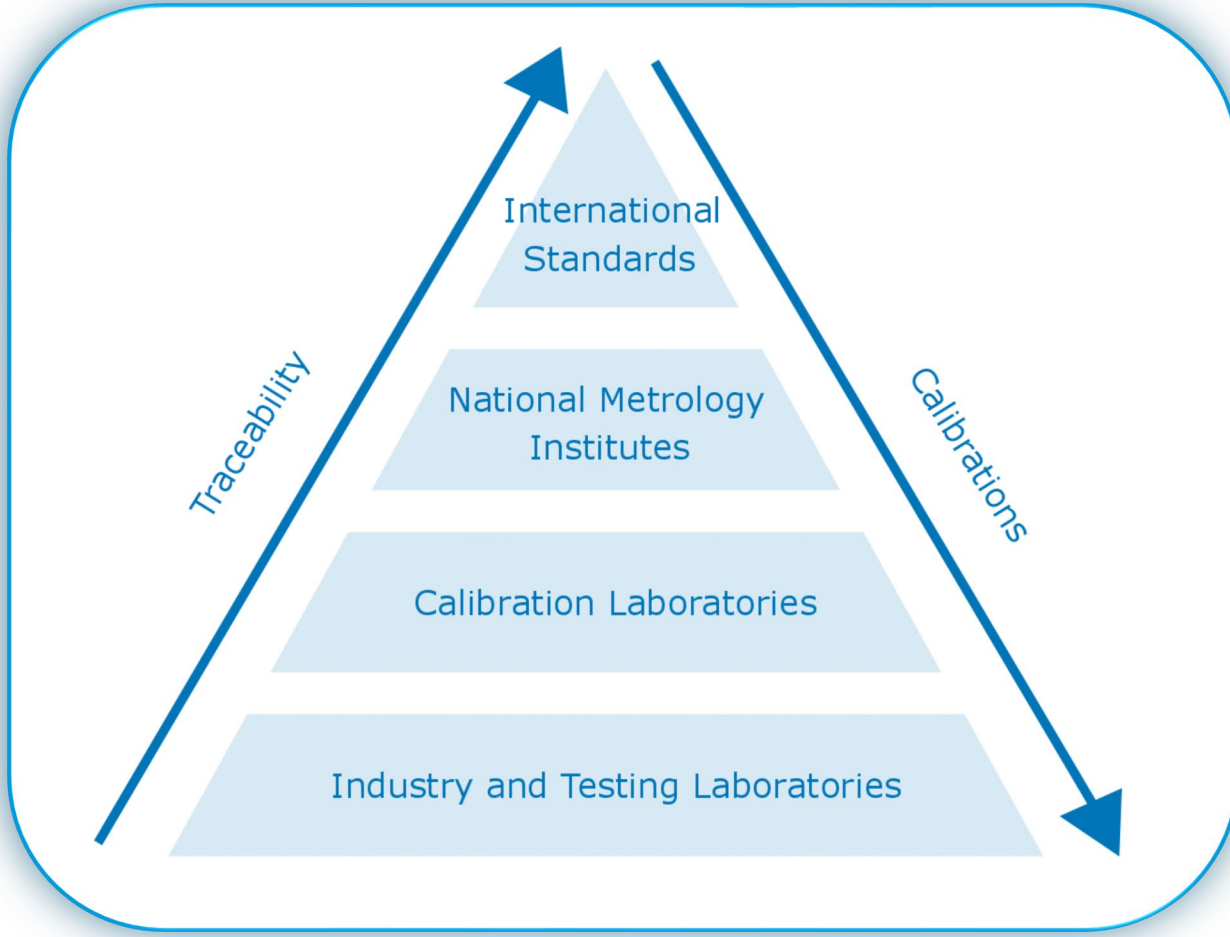 International
Standards
National Metrology
Institutes
Calibration Laboratories
Industry and Testing Laboratories
Traceability
Calibrations